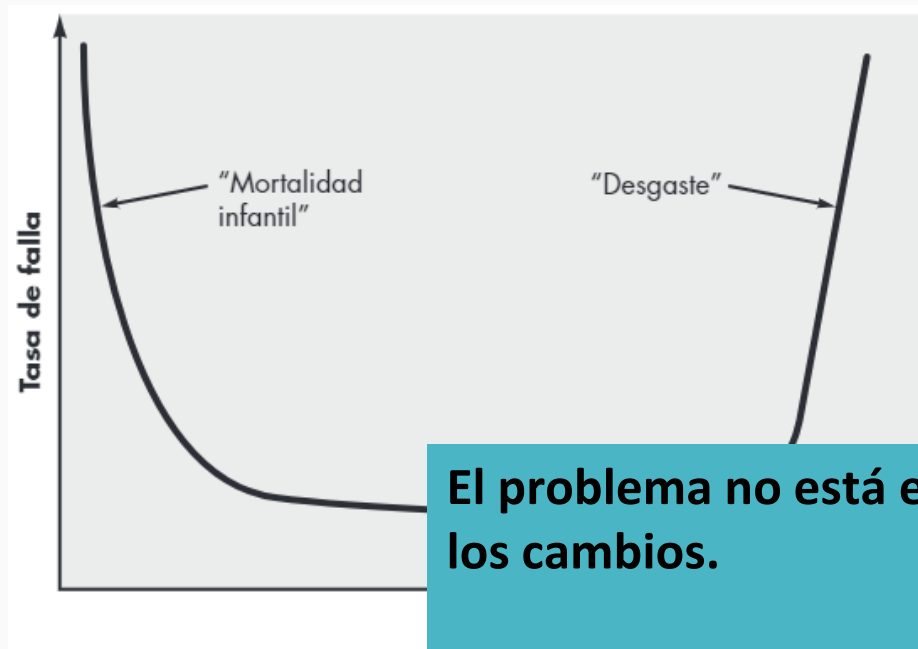 “Mortalidad
infantil”
“Desgaste”
Tasa de falla
El problema no está
los cambios.